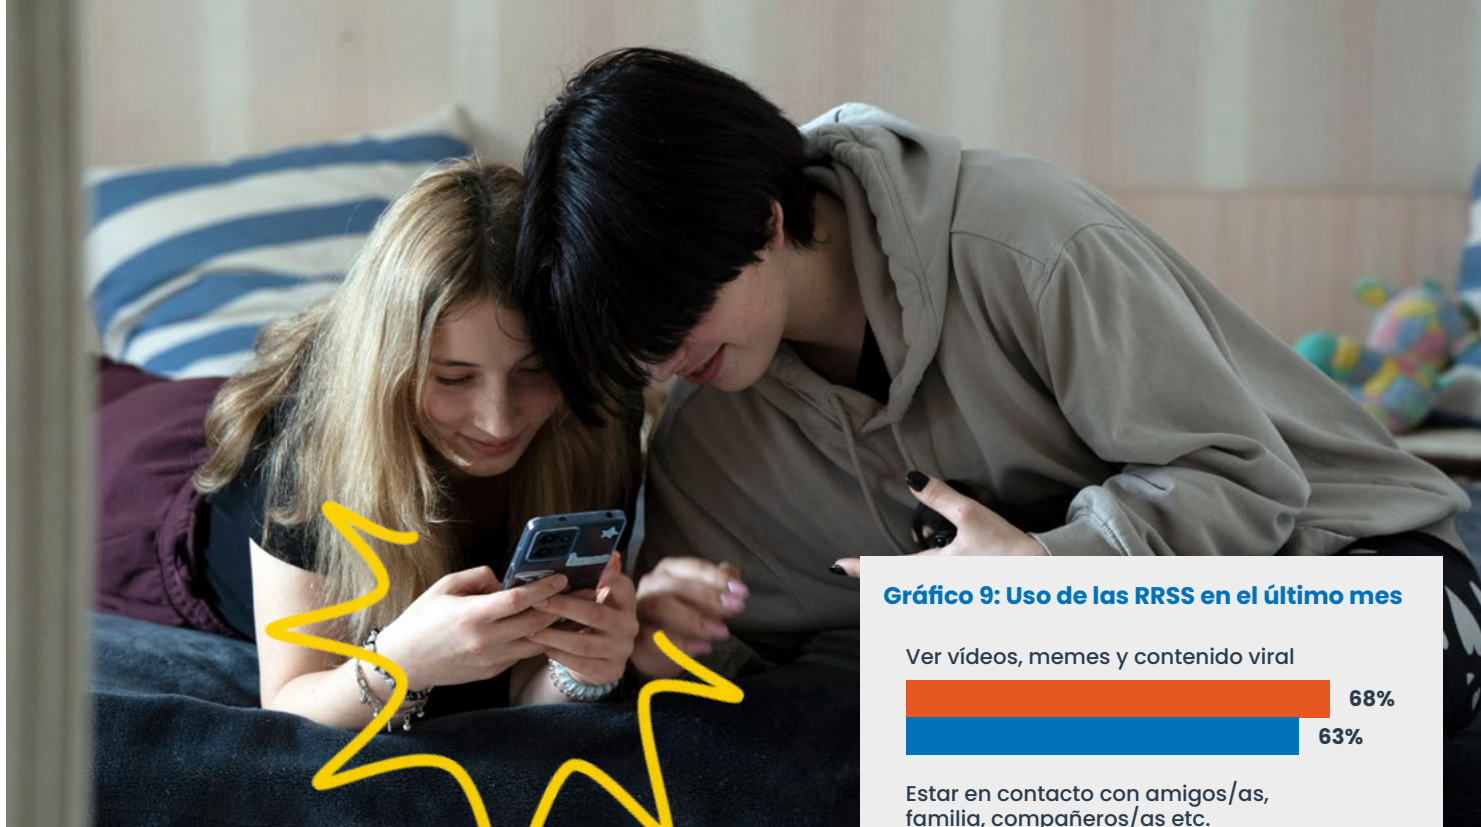 Gráfico 9: Uso de las RRSS en el último mes
Ver vídeos, memes y contenido viral
68%
63%
Estar en contacto con amigos/as,
familia, compañeros/as etc.